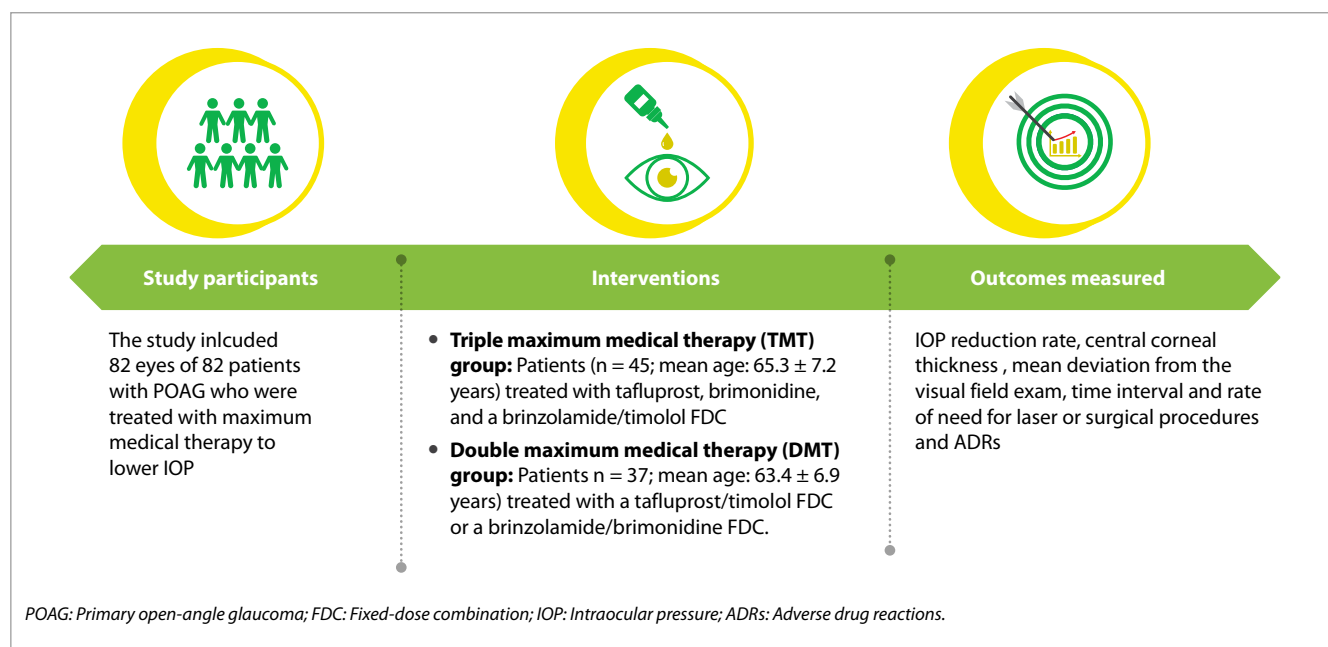 Study participants
Interventions
Outcomes measured
The study inlcuded
82 eyes of 82 patients
with POAG who were
treated with maximum
medical therapy to
lower IOP
• Triple maximum medical therapy (TMT)
group: Patients (n = 45; mean age: 65.3 ± 7.2
years) treated with tafluprost, brimonidine,
and a brinzolamide/timolol FDC
• Double maximum medical therapy (DMT)
group: Patients n = 37; mean age: 63.4 ± 6.9
years) treated with a tafluprost/timolol FDC
or a brinzolamide/brimonidine FDC.
IOP reduction rate, central corneal
thickness , mean deviation from the
visual field exam, time interval and rate
of need for laser or surgical procedures
and ADRs
POAG: Primary open-angle glaucoma; FDC: Fixed-dose combination; IOP: Intraocular pressure; ADRs: Adverse drug reactions.